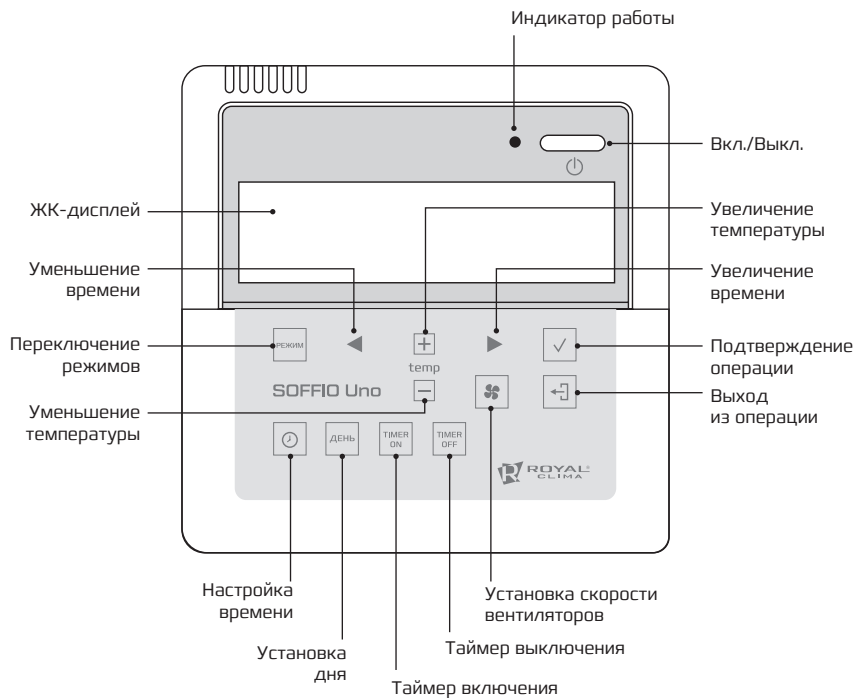 Индикатор работы
Вкл./Выкл.
ЖК-дисплей
Увеличение
температуры
Уменьшение
времени
Увеличение
времени
Переключение
режимов
РЕЖИМ
temp
Подтверждение
операции
SOFFIO Uno
Выход
из операции
Уменьшение
температуры
ДЕНЬ
TIMER
ON
TIMER
OFF
ROYAL
CLIMA
Настройка
времени
Установка скорости
вентиляторов
Установка
дня
Таймер выключения
Таймер включения